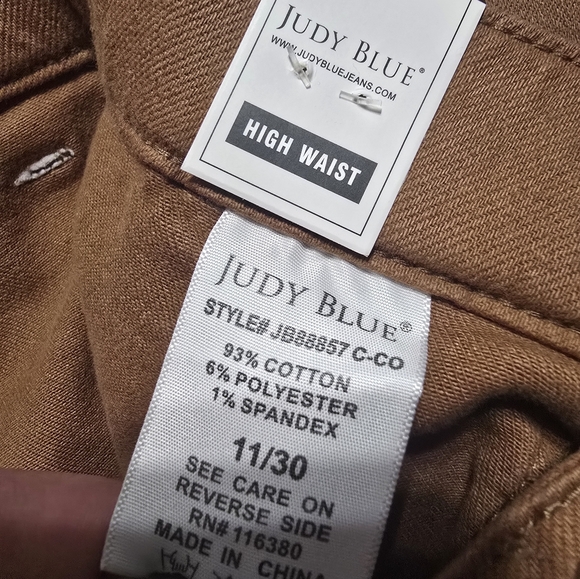 JUDY BLUE®
WWW.JUDYBLUEJEANS.COM
HIGH WAIST
JUDY BLUE®
STYLE# JB88857 C-CO
93% COTTON
6% POLYESTER
1% SPANDEX
11/30
SEE CARE ON
REVERSE SIDE
RN# 116380
MADE IN CHINA